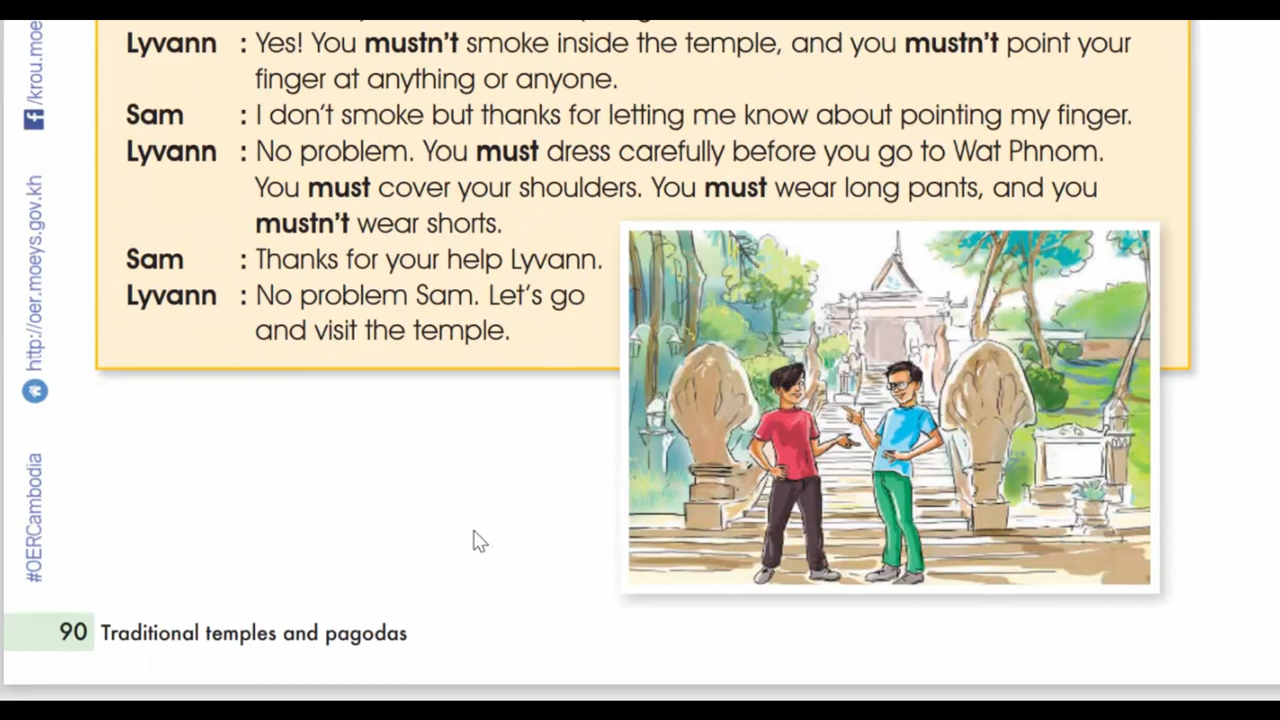 Lyvann : Yes! You mustn't smoke inside the temple, and you mustn't point your
finger at anything or anyone.
Sam : I don't smoke but thanks for letting me know about pointing my finger.
Lyvann : No problem. You must dress carefully before you go to Wat Phnom.
You must cover your shoulders. You must wear long pants, and you
mustn't wear shorts.
Sam : Thanks for your help Lyvann.
Lyvann : No problem Sam. Let's go
and visit the temple.
/krou.moe
http://oer.moeys.gov.kh
#OERCambodia
90 Traditional temples and pagodas